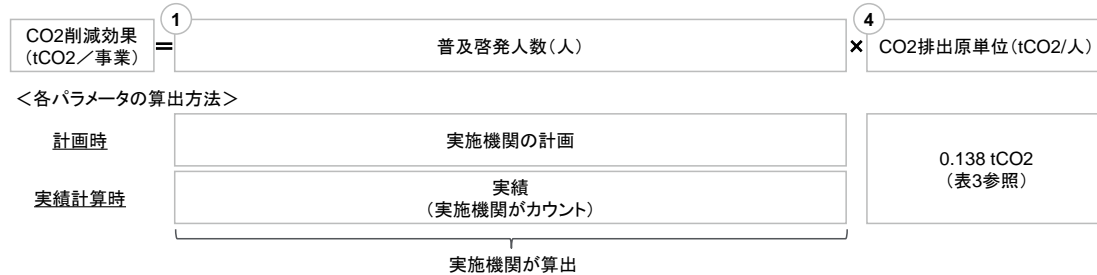 CO2削減効果
(tCO2／事業)
＝
1
普及啓発人数(人)
×
4
CO2排出原単位(tCO2/人)
＜各パラメータの算出方法＞
計画時
実施機関の計画
0.138 tCO2
(表3参照)
実績計算時
実績
(実施機関がカウント)
実施機関が算出